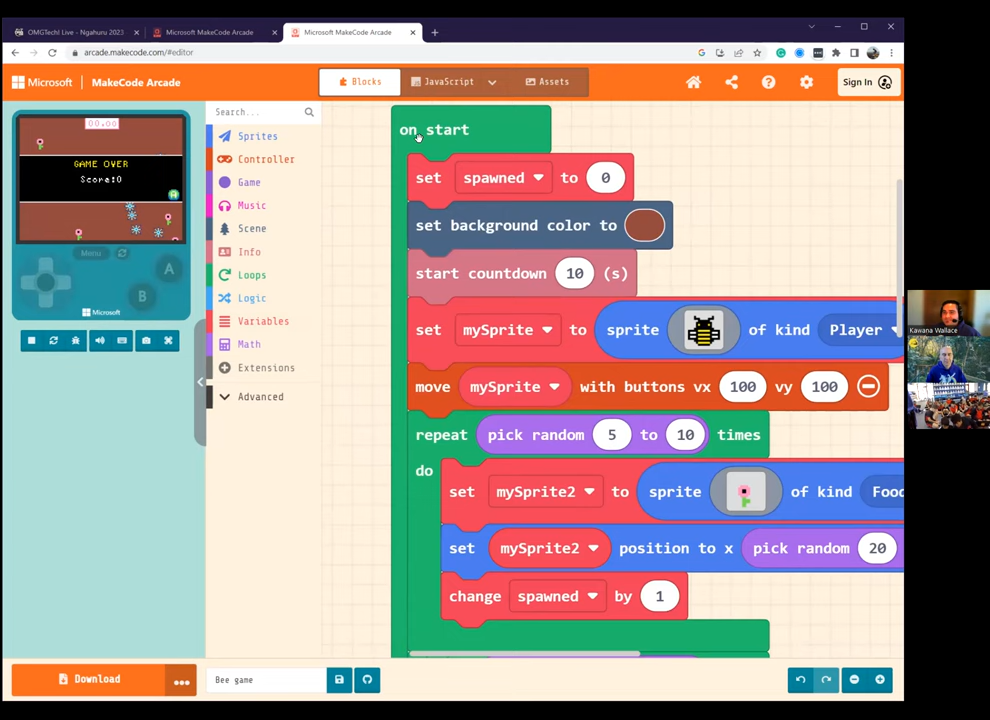 OMGTech! Live - Ngahuru 2023
Microsoft MakeCode Arcade
Microsoft MakeCode Arcade
arcade.makecode.com/#editor
Microsoft
MakeCode Arcade
Blocks
JavaScript
Assets
Sign In
00.00
GAME OVER
Score:0
Menu
A
B
Microsoft
Search...
Sprites
Controller
Game
Music
Scene
Info
Loops
Logic
Variables
Math
Extensions
Advanced
on start
set spawned to 0
set background color to
start countdown 10 (s)
set mySprite to sprite of kind Player
move mySprite with buttons vx 100 vy 100
repeat pick random 5 to 10 times
do
set mySprite2 to sprite of kind Food
set mySprite2 position to x pick random 20
change spawned by 1
Download
Bee game
Kawana Wallace